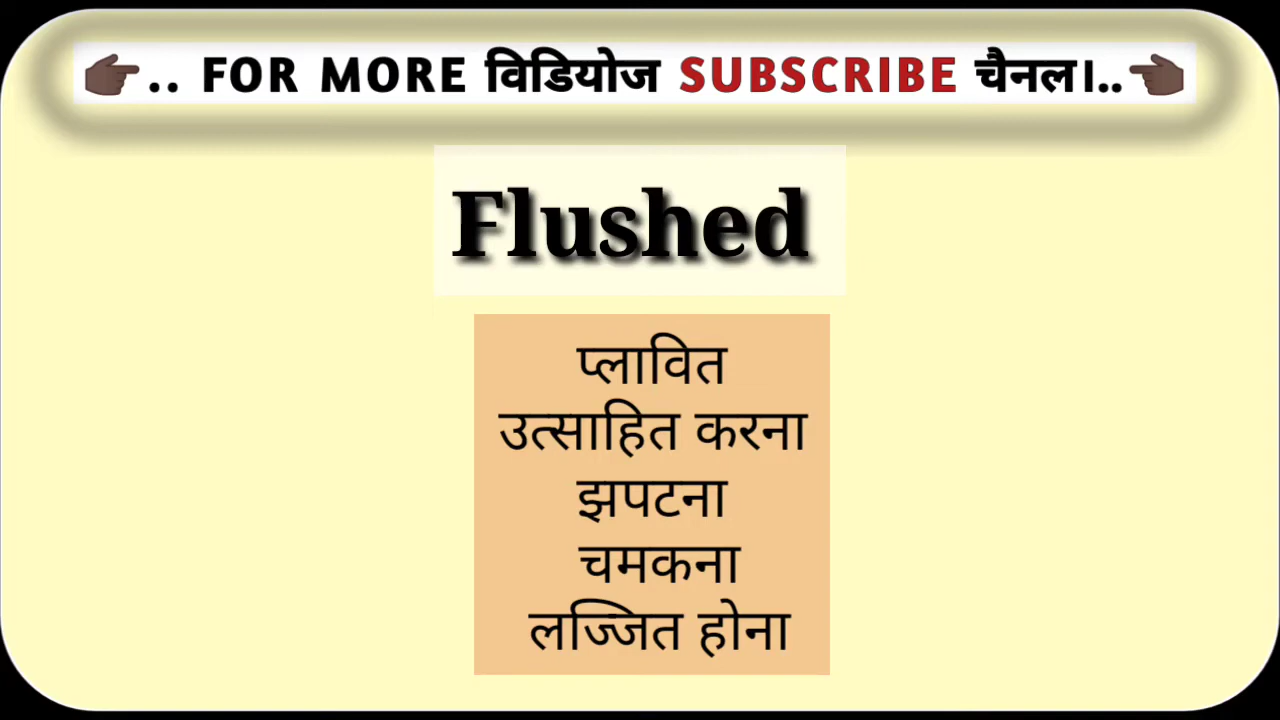 👉🏿.. FOR MORE विडियोज SUBSCRIBE चैनल।..👈🏿
Flushed
प्लावित
उत्साहित करना
झपटना
चमकना
लज्जित होना